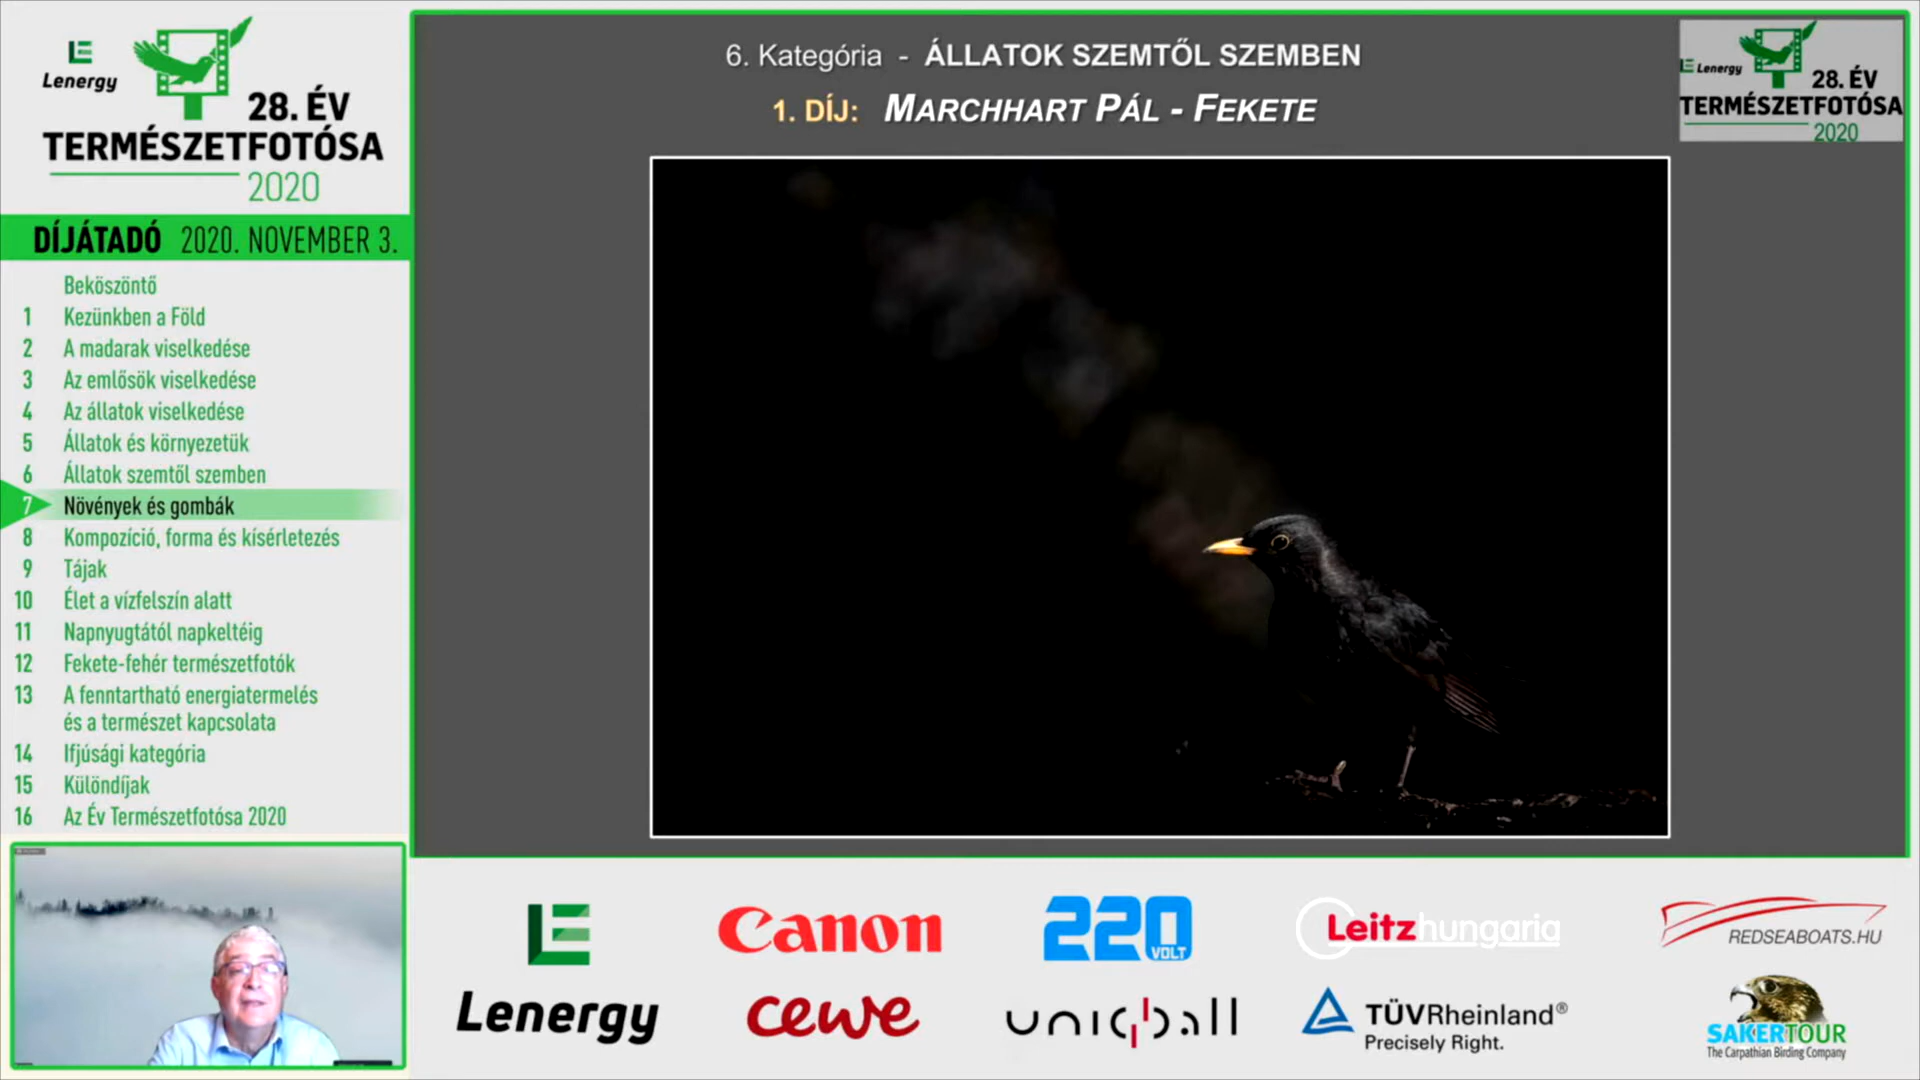 Lenergy
28. ÉV
TERMÉSZETFOTÓSA
2020
DÍJÁTADÓ 2020. NOVEMBER 3.
Beköszöntő
1 Kezünkben a Föld
2 A madarak viselkedése
3 Az emlősök viselkedése
4 Az állatok viselkedése
5 Állatok és környezetük
6 Állatok szemtől szemben
7 Növények és gombák
8 Kompozíció, forma és kísérletezés
9 Tájak
10 Élet a vízfelszín alatt
11 Napnyugtától napkeltéig
12 Fekete-fehér természetfotók
13 A fenntartható energiatermelés
és a természet kapcsolata
14 Ifjúsági kategória
15 Különdíjak
16 Az Év Természetfotósa 2020
6. Kategória - ÁLLATOK SZEMTŐL SZEMBEN
1. DÍJ: MARCHHART PÁL - FEKETE
Lenergy
28. ÉV
TERMÉSZETFOTÓSA
2020
Canon
220
VOLT
Leitz hungaria
REDSEABOATS.HU
Lenergy
cewe
uniqball
TÜVRheinland®
Precisely Right.
SAKERTOUR
The Carpathian Birding Company